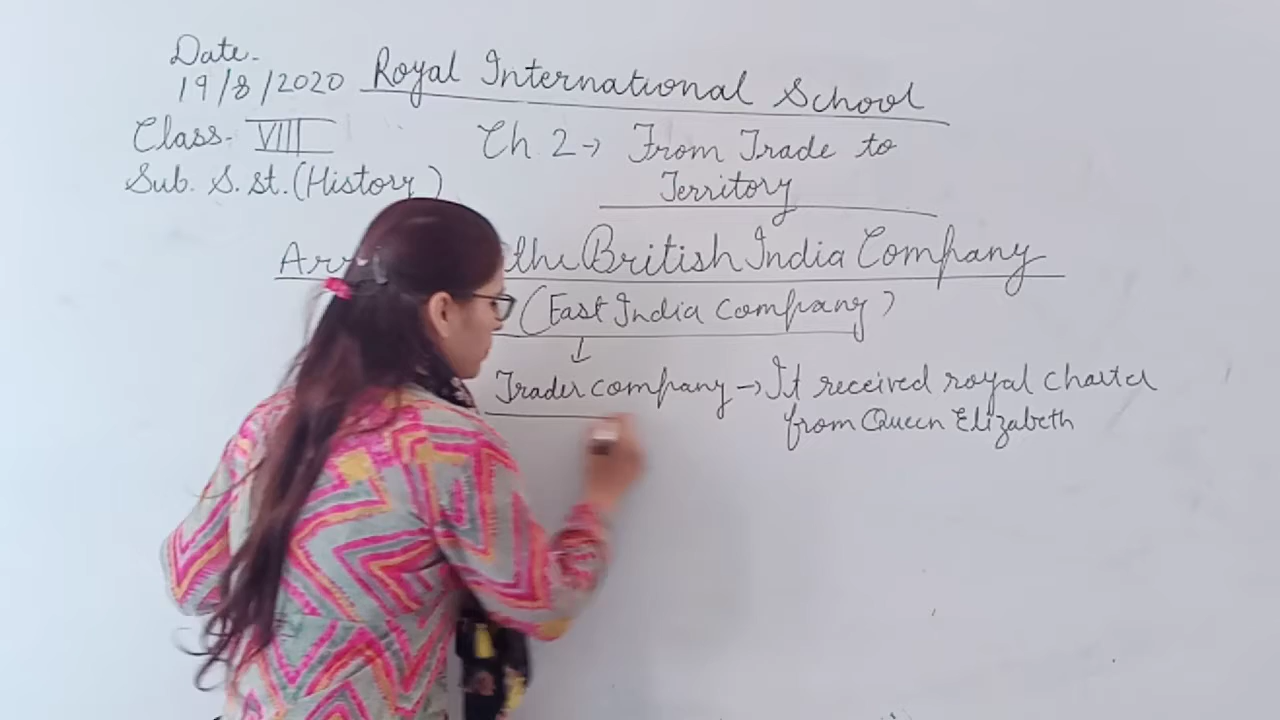 Date-
19/8/2020 Royal International School
Class- VIII Ch. 2 → From Trade to
Sub. S.st. (History) Territory
the British India Company
(East India company)
↓
Trader company → It received royal charter
from Queen Elizabeth